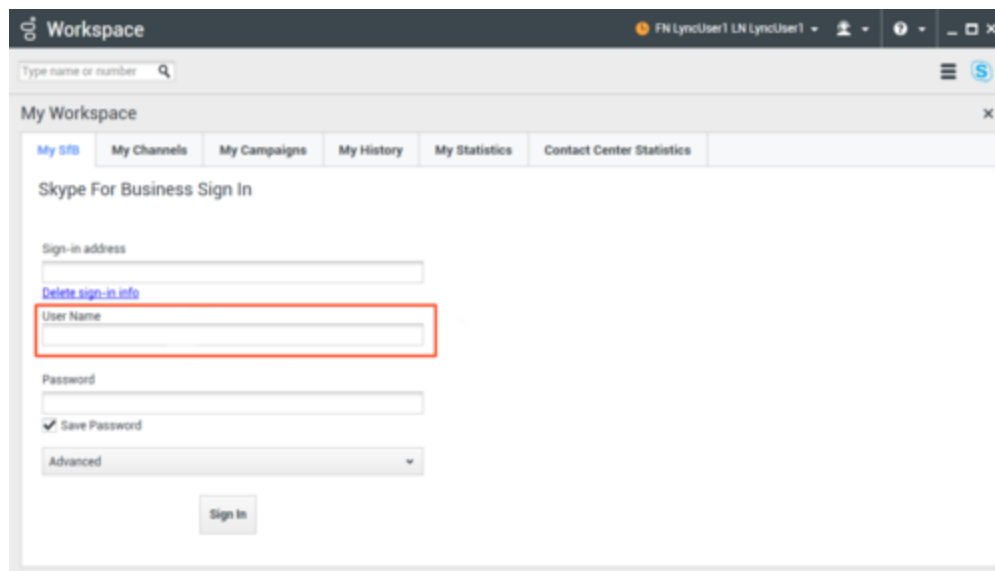 Workspace
FN LyncUser1 LN LyncUser1
Type name or number
My Workspace
My SfB My Channels My Campaigns My History My Statistics Contact Center Statistics
Skype For Business Sign In
Sign-in address
Delete sign-in info
User Name
Password
Save Password
Advanced
Sign In